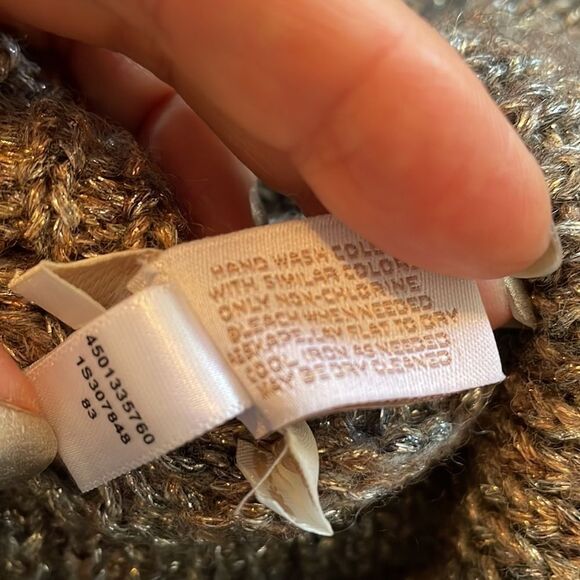 4501335760
1S307848
83
HAND WASH COLD
WITH SIMILAR COLORS
ONLY NON-CHLORINE
BLEACH WHEN NEEDED
RESHAPE LAY FLAT TO DRY
COOL IRON AS NEEDED
MAY BE DRY CLEANED